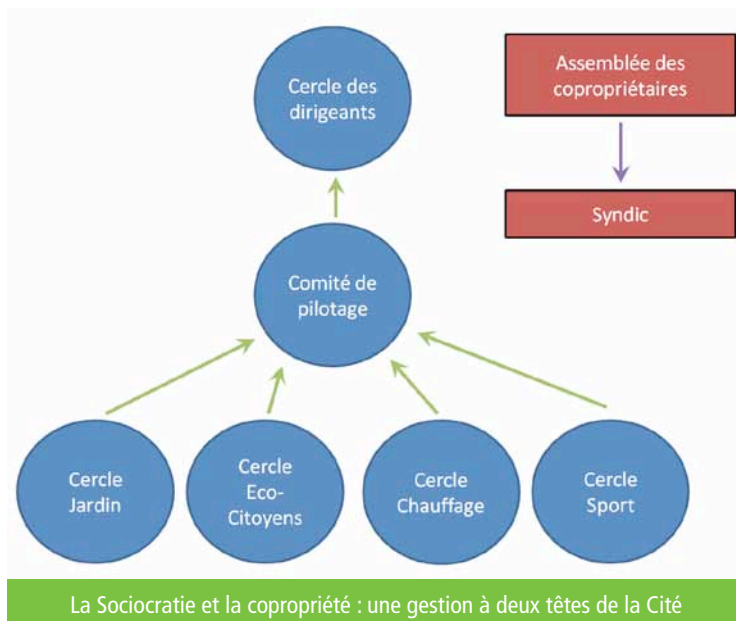 Cercle des
dirigeants
Assemblée des
copropriétaires
Syndic
Comité de
pilotage
Cercle
Jardin
Cercle
Eco-
Citoyens
Cercle
Chauffage
Cercle
Sport
La Sociocratie et la copropriété : une gestion à deux têtes de la Cité